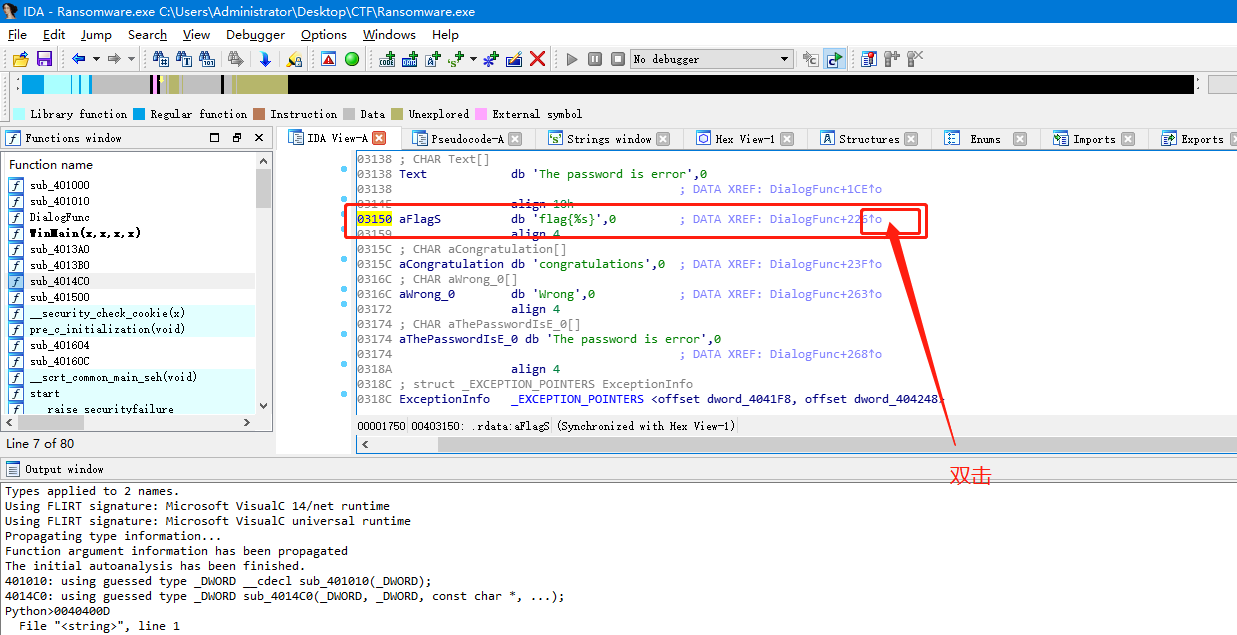 IDA - Ransomware.exe C:\Users\Administrator\Desktop\CTF\Ransomware.exe
File Edit Jump Search View Debugger Options Windows Help
No debugger
Library function Regular function Instruction Data Unexplored External symbol
Functions window
IDA View-A Pseudocode-A Strings window Hex View-1 Structures Enums Imports Exports
Function name
sub_401000
sub_401010
DialogFunc
WinMain(x,x,x,x)
sub_4013A0
sub_4013B0
sub_4014C0
sub_401500
__security_check_cookie(x)
pre_c_initialization(void)
sub_401604
sub_40160C
__scrt_common_main_seh(void)
start
__raise_securityfailure
Line 7 of 80
03138 ; CHAR Text[]
03138 Text db 'The password is error',0
03138 ; DATA XREF: DialogFunc+1CE↑o
0314E align 10h
03150 aFlagS db 'flag{%s}',0 ; DATA XREF: DialogFunc+226↑o
03159 align 4
0315C ; CHAR aCongratulation[]
0315C aCongratulation db 'congratulations',0 ; DATA XREF: DialogFunc+23F↑o
0316C ; CHAR aWrong_0[]
0316C aWrong_0 db 'Wrong',0 ; DATA XREF: DialogFunc+263↑o
03172 align 4
03174 ; CHAR aThePasswordIsE_0[]
03174 aThePasswordIsE_0 db 'The password is error',0
03174 ; DATA XREF: DialogFunc+268↑o
0318A align 4
0318C ; struct _EXCEPTION_POINTERS ExceptionInfo
0318C ExceptionInfo _EXCEPTION_POINTERS <offset dword_4041F8, offset dword_404248>
00001750 00403150: .rdata:aFlagS (Synchronized with Hex View-1)
双击
Output window
Types applied to 2 names.
Using FLIRT signature: Microsoft VisualC 14/net runtime
Using FLIRT signature: Microsoft VisualC universal runtime
Propagating type information...
Function argument information has been propagated
The initial autoanalysis has been finished.
401010: using guessed type _DWORD __cdecl sub_401010(_DWORD);
4014C0: using guessed type _DWORD sub_4014C0(_DWORD, _DWORD, const char *, ...);
Python>0040400D
File "<string>", line 1